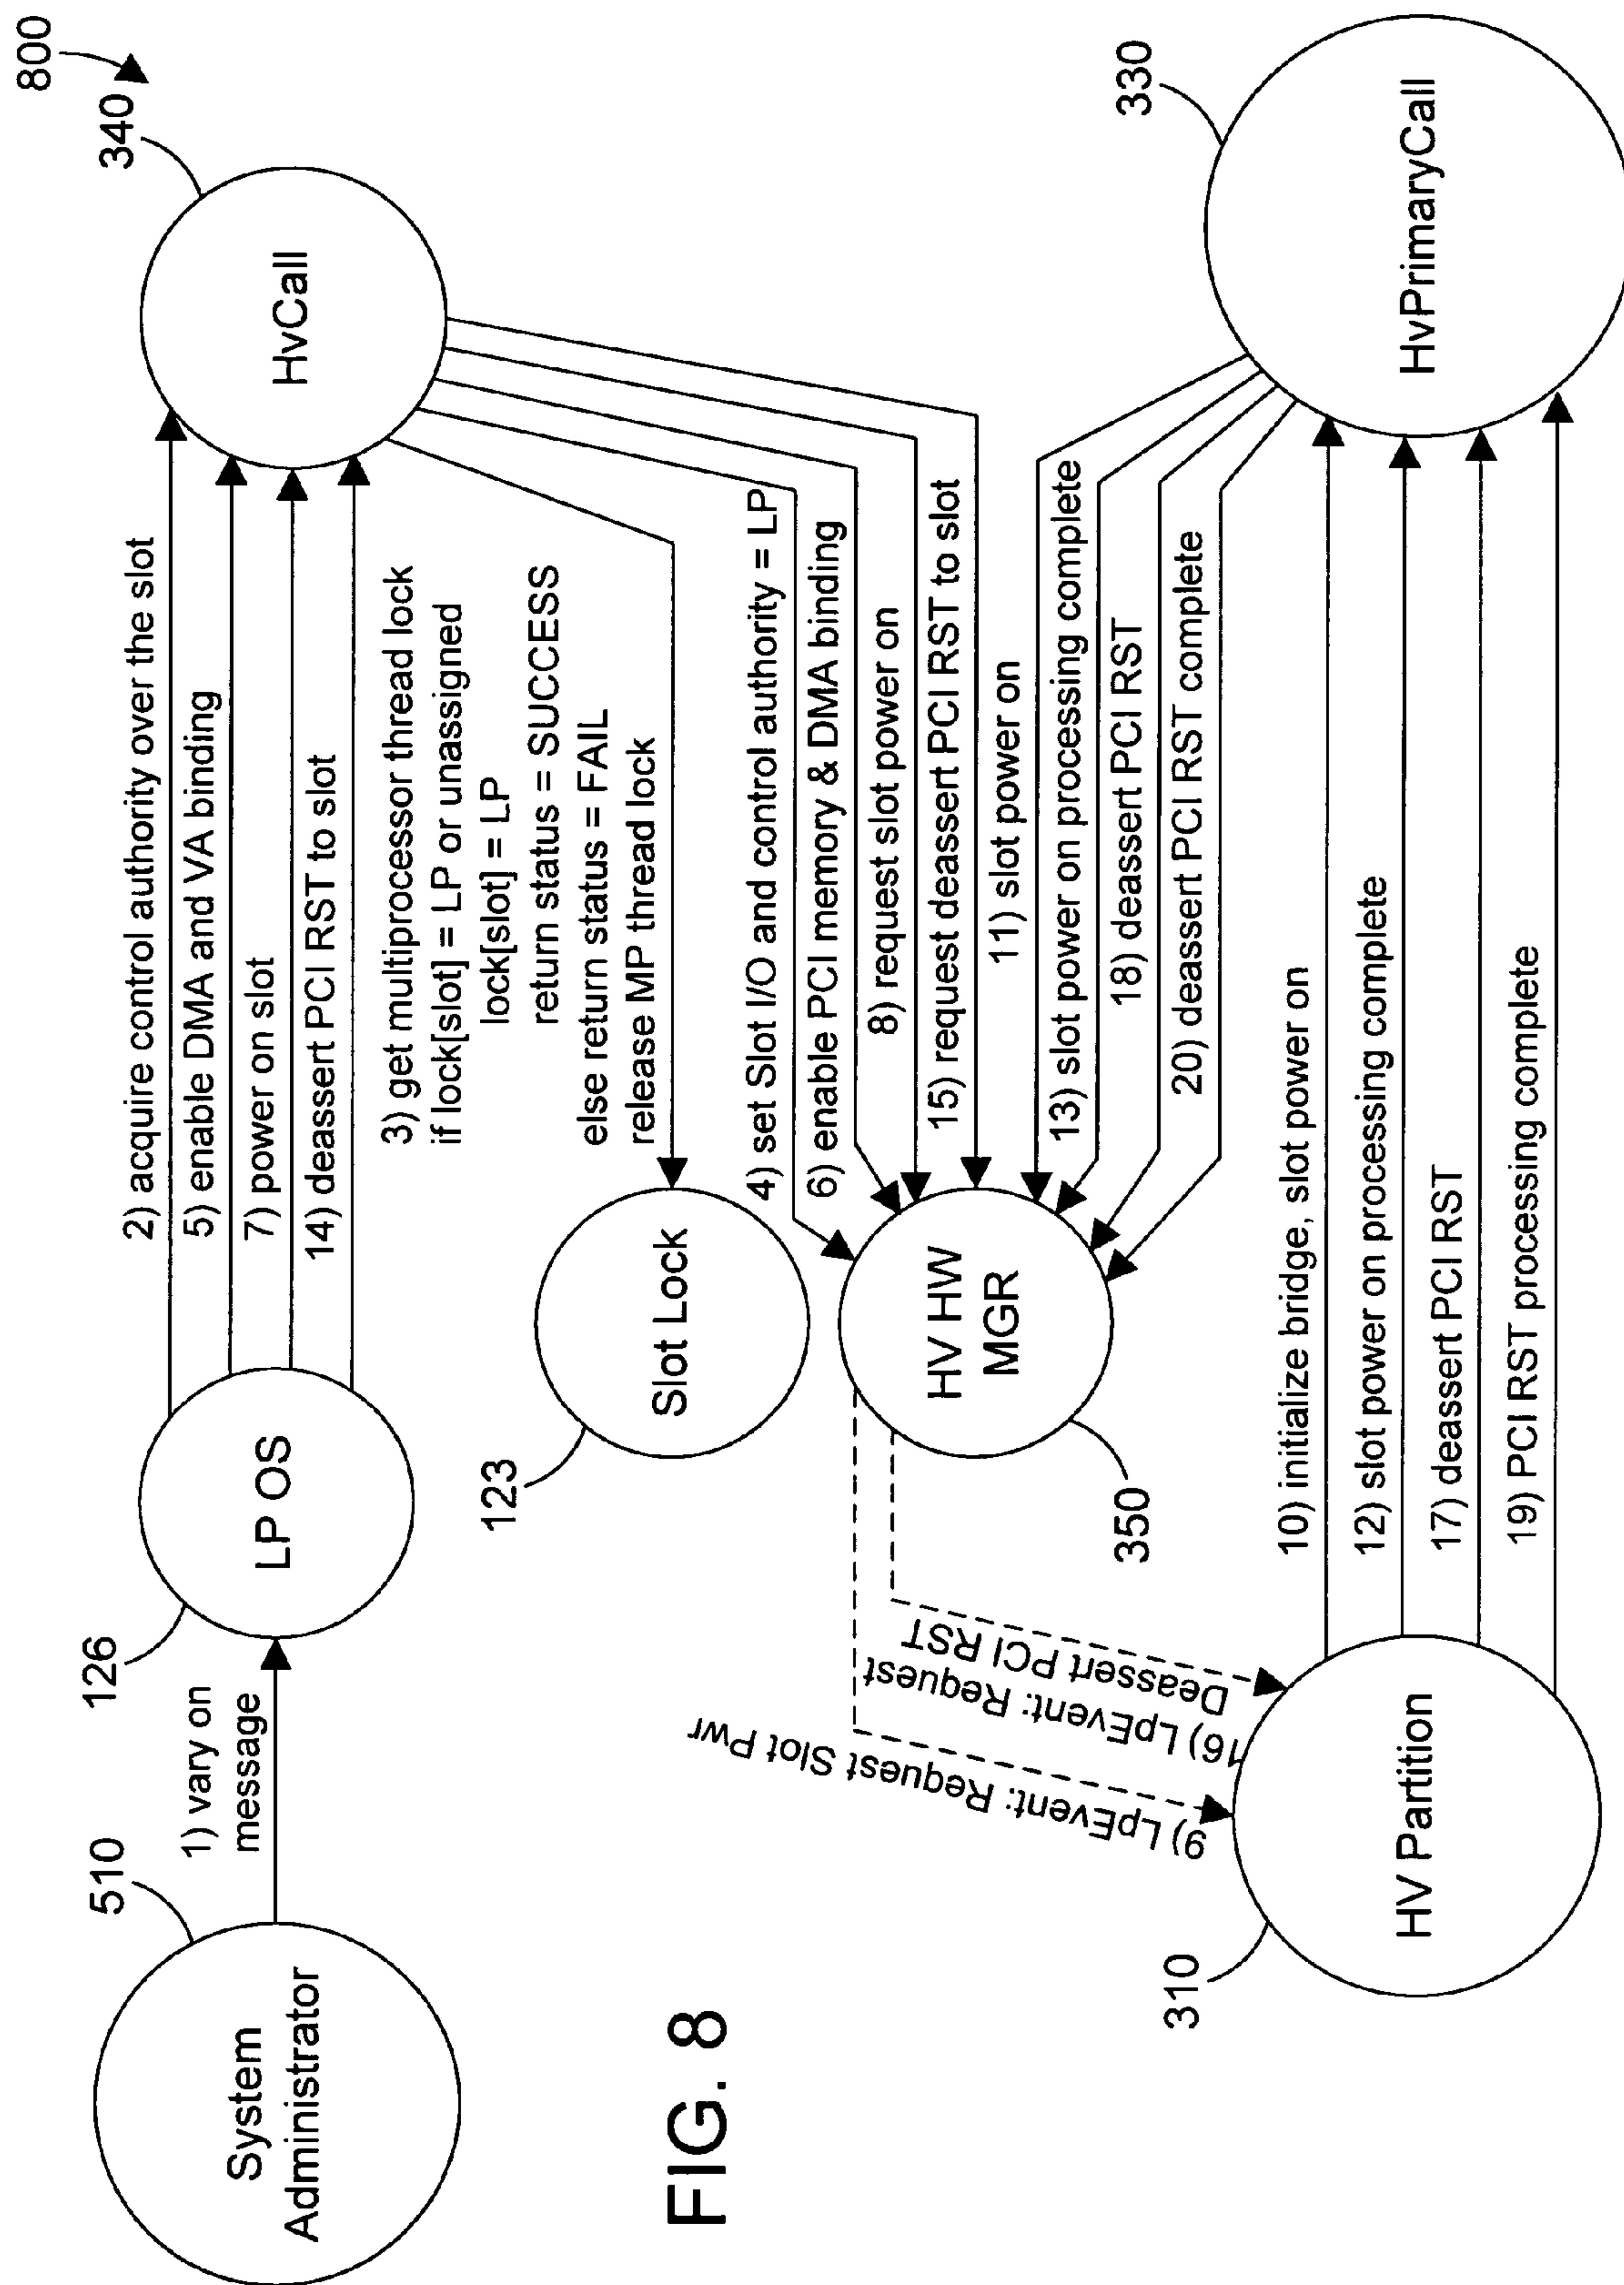 800
510
System
Administrator
1) vary on
message
126
LP OS
2) acquire control authority over the slot
5) enable DMA and VA binding
7) power on slot
14) deassert PCI RST to slot
340
HvCall
3) get multiprocessor thread lock
if lock[slot] = LP or unassigned
lock[slot] = LP
return status = SUCCESS
else return status = FAIL
release MP thread lock
123
Slot Lock
4) set Slot I/O and control authority = LP
6) enable PCI memory & DMA binding
8) request slot power on
15) request deassert PCI RST to slot
HV HW
MGR
350
11) slot power on
13) slot power on processing complete
18) deassert PCI RST
20) deassert PCI RST complete
9) LpEvent: Request Slot Pwr
16) LpEvent: Request
Deassert PCI RST
310
HV Partition
10) initialize bridge, slot power on
12) slot power on processing complete
17) deassert PCI RST
19) PCI RST processing complete
330
HvPrimaryCall
FIG. 8